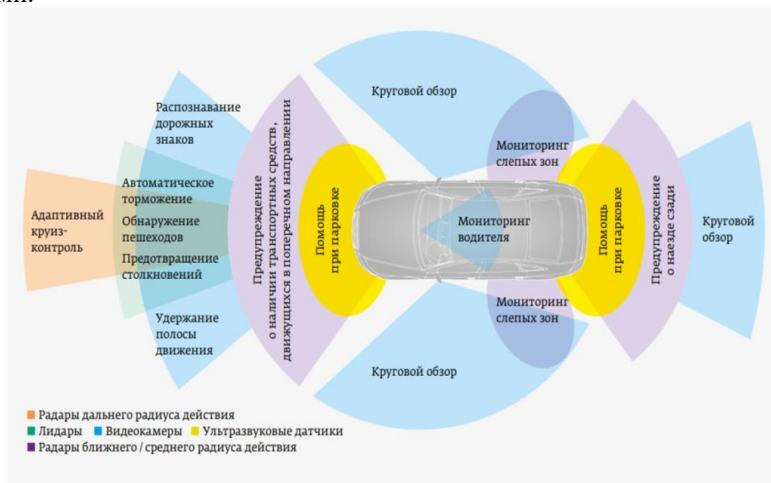 Круговой обзор
Распознавание
дорожных
знаков
Предупреждение
о наличии транспортных средств,
движущихся в поперечном направлении
Мониторинг
слепых зон
Автоматическое
торможение
Адаптивный
круиз-
контроль
Обнаружение
пешеходов
Помощь
при парковке
Мониторинг
водителя
Помощь
при парковке
Предупреждение
о наезде сзади
Круговой
обзор
Предотвращение
столкновений
Мониторинг
слепых зон
Удержание
полосы
движения
Круговой обзор
Радары дальнего радиуса действия
Лидары Видеокамеры Ультразвуковые датчики
Радары ближнего / среднего радиуса действия